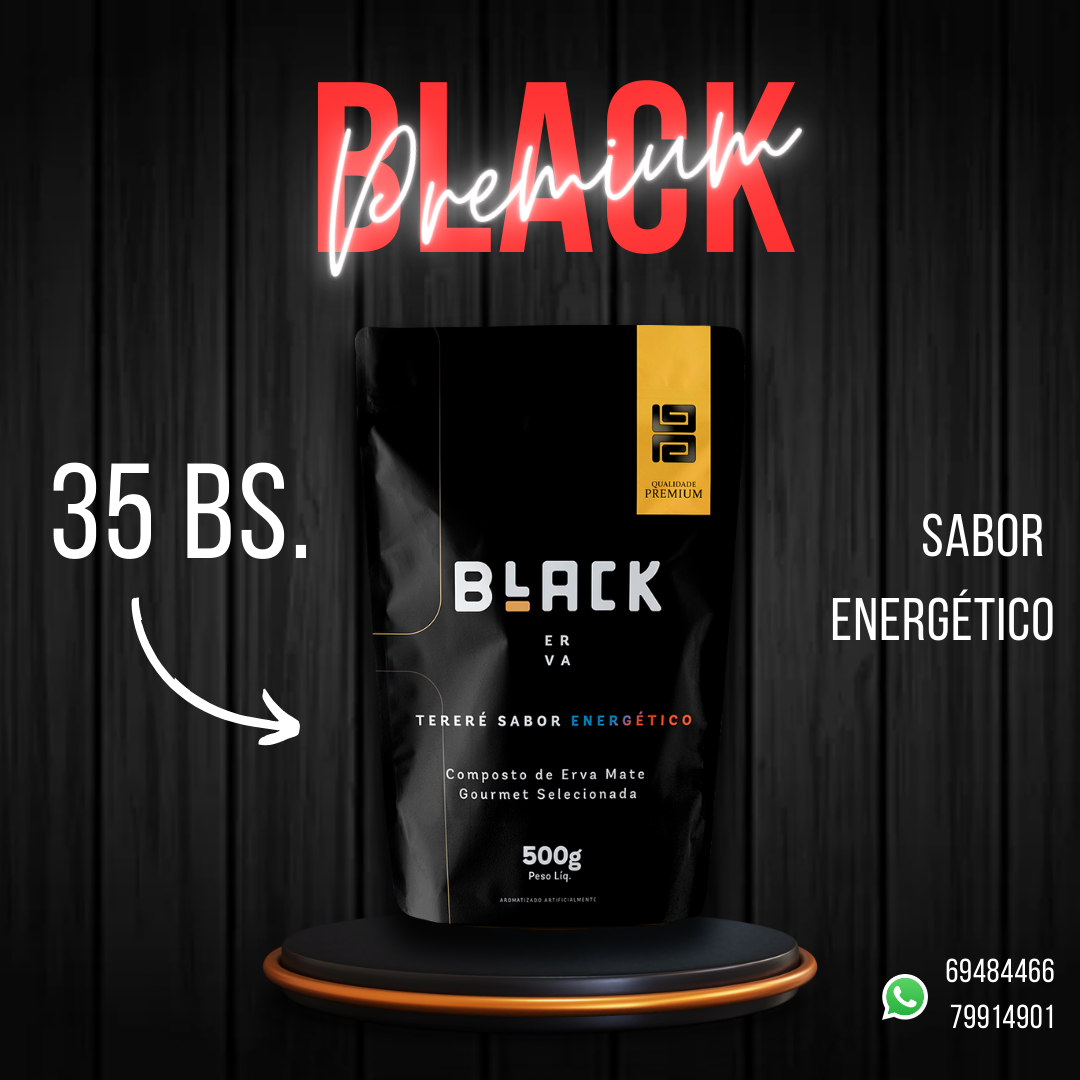 BLACK
Premium
35 BS.
QUALIDADE
PREMIUM
BLACK
ER
VA
TERERÉ SABOR ENERGÉTICO
Composto de Erva Mate
Gourmet Selecionada
500g
Peso Líq.
AROMATIZADO ARTIFICIALMENTE
SABOR
ENERGÉTICO
69484466
79914901